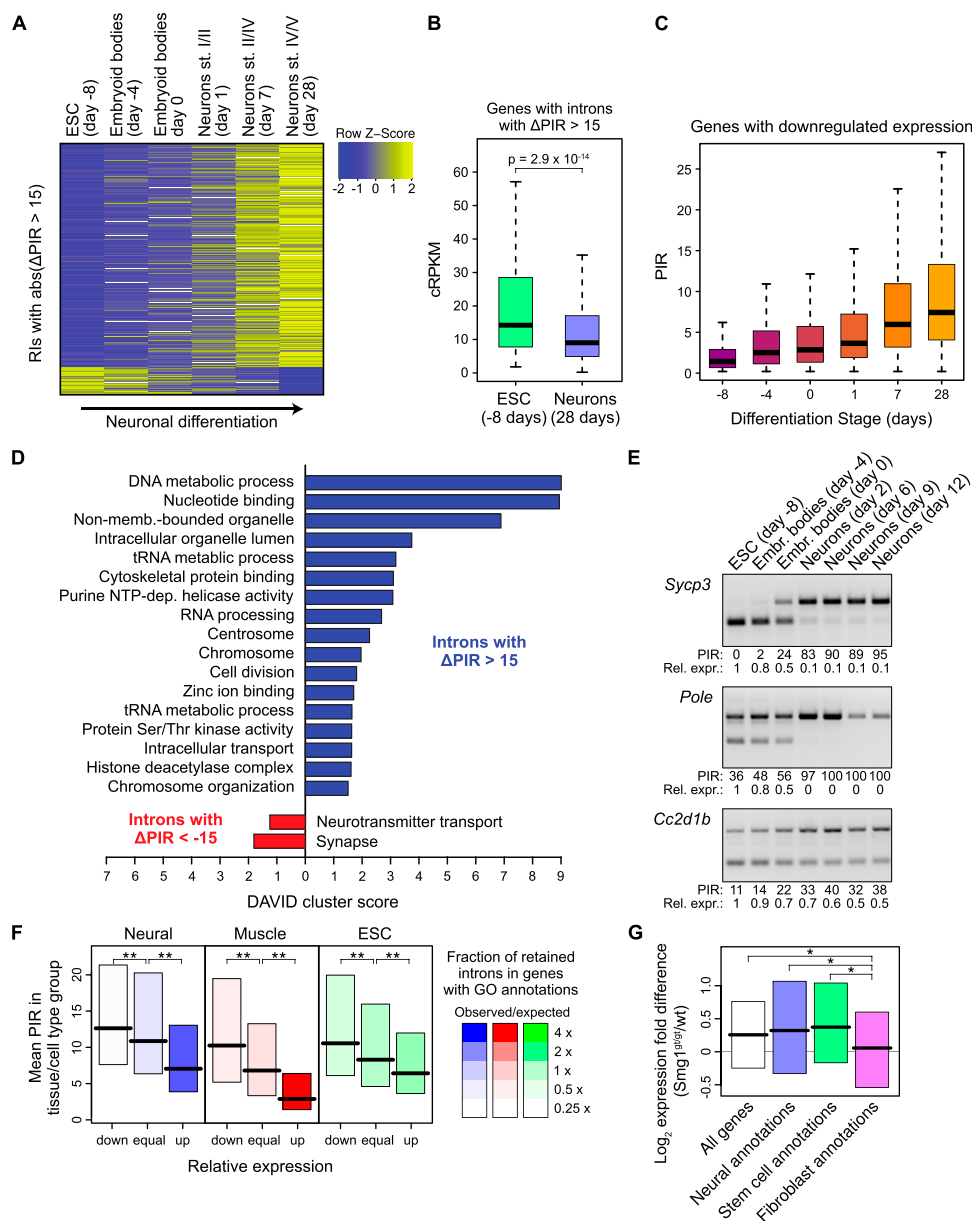 A
ESC
(day -8)
Embryoid bodies
(day -4)
Embryoid bodies
day 0
Neurons st. I/II
(day 1)
Neurons st. II/IV
(day 7)
Neurons st. IV/V
(day 28)
RIs with abs(ΔPIR > 15)
Row Z−Score
-2 -1 0 1 2
Neuronal differentiation
B
Genes with introns
with ΔPIR > 15
p = 2.9 x 10-14
cRPKM
60
50
40
30
20
10
0
ESC
(-8 days)
Neurons
(28 days)
C
Genes with downregulated expression
PIR
25
20
15
10
5
0
-8 -4 0 1 7 28
Differentiation Stage (days)
D
DNA metabolic process
Nucleotide binding
Non-memb.-bounded organelle
Intracellular organelle lumen
tRNA metablic process
Cytoskeletal protein binding
Purine NTP-dep. helicase activity
RNA processing
Centrosome
Chromosome
Cell division
Zinc ion binding
tRNA metabolic process
Protein Ser/Thr kinase activity
Intracellular transport
Histone deacetylase complex
Chromosome organization
Introns with
ΔPIR > 15
Introns with
ΔPIR < -15
Neurotransmitter transport
Synapse
7 6 5 4 3 2 1 0 1 2 3 4 5 6 7 8 9
DAVID cluster score
E
ESC (day -8)
Embr. bodies (day -4)
Embr. bodies (day 0)
Neurons (day 2)
Neurons (day 6)
Neurons (day 9)
Neurons (day 12)
Sycp3
PIR: 0 2 24 83 90 89 95
Rel. expr.: 1 0.8 0.5 0.1 0.1 0.1 0.1
Pole
PIR: 36 48 56 97 100 100 100
Rel. expr.: 1 0.8 0.5 0 0 0 0
Cc2d1b
PIR: 11 14 22 33 40 32 38
Rel. expr.: 1 0.9 0.7 0.7 0.6 0.5 0.5
F
Neural Muscle ESC
** ** ** ** ** **
Mean PIR in
tissue/cell type group
20
15
10
5
0
down equal up down equal up down equal up
Relative expression
Fraction of retained
introns in genes
with GO annotations
Observed/expected
4 x
2 x
1 x
0.5 x
0.25 x
G
* * *
Log2 expression fold difference
(Smg1gt/gt/wt)
1.0
0.5
0
-0.5
All genes
Neural annotations
Stem cell annotations
Fibroblast annotations